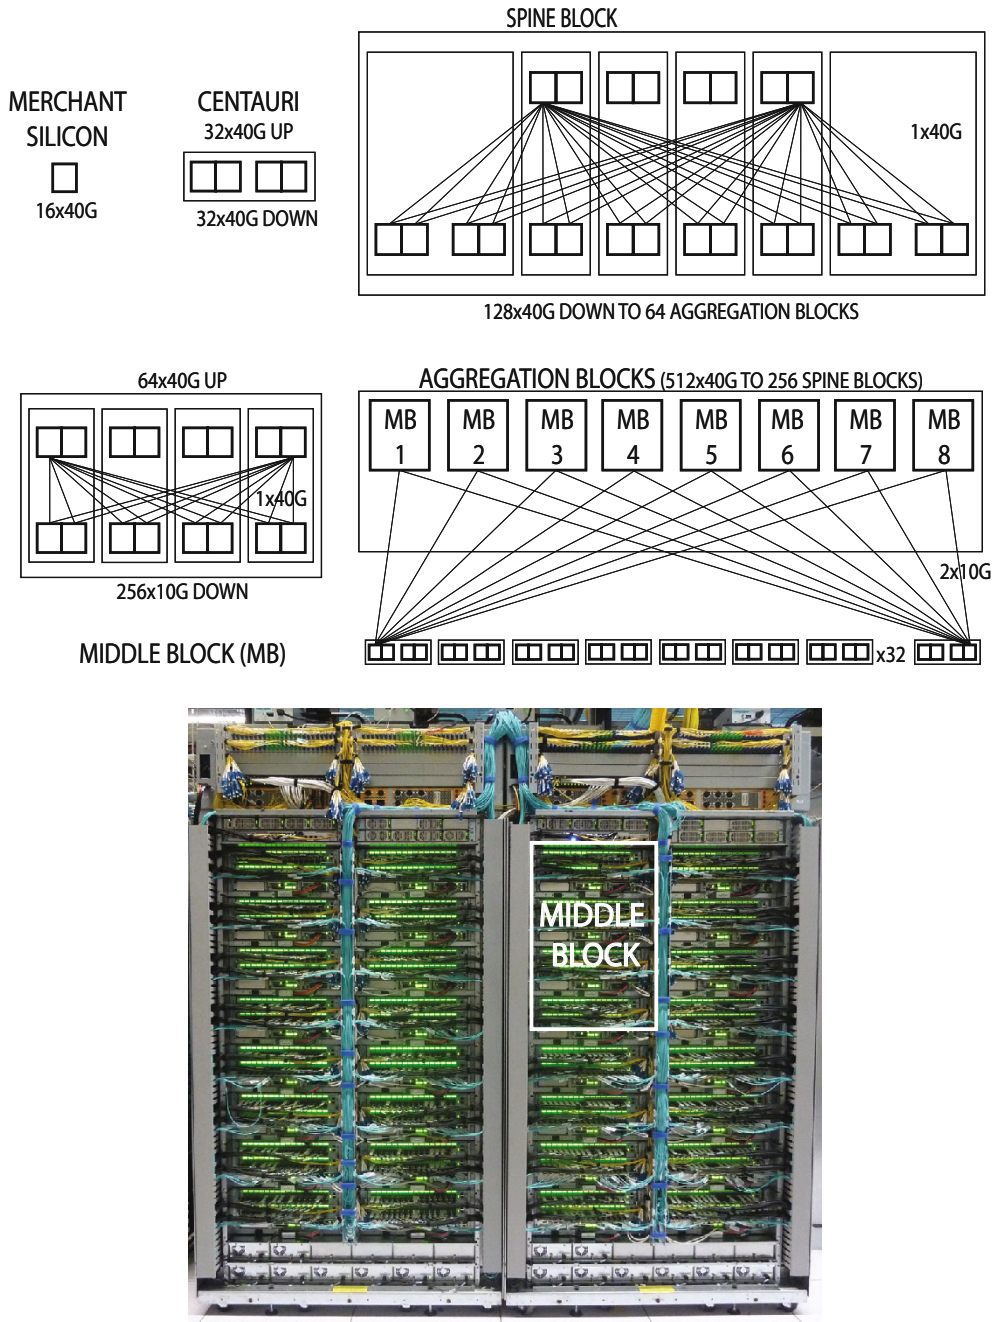 SPINE BLOCK
MERCHANT
SILICON
16x40G
CENTAURI
32x40G UP
32x40G DOWN
1x40G
128x40G DOWN TO 64 AGGREGATION BLOCKS
64x40G UP
1x40G
256x10G DOWN
MIDDLE BLOCK (MB)
AGGREGATION BLOCKS (512x40G TO 256 SPINE BLOCKS)
MB
1
MB
2
MB
3
MB
4
MB
5
MB
6
MB
7
MB
8
2x10G
x32
MIDDLE
BLOCK